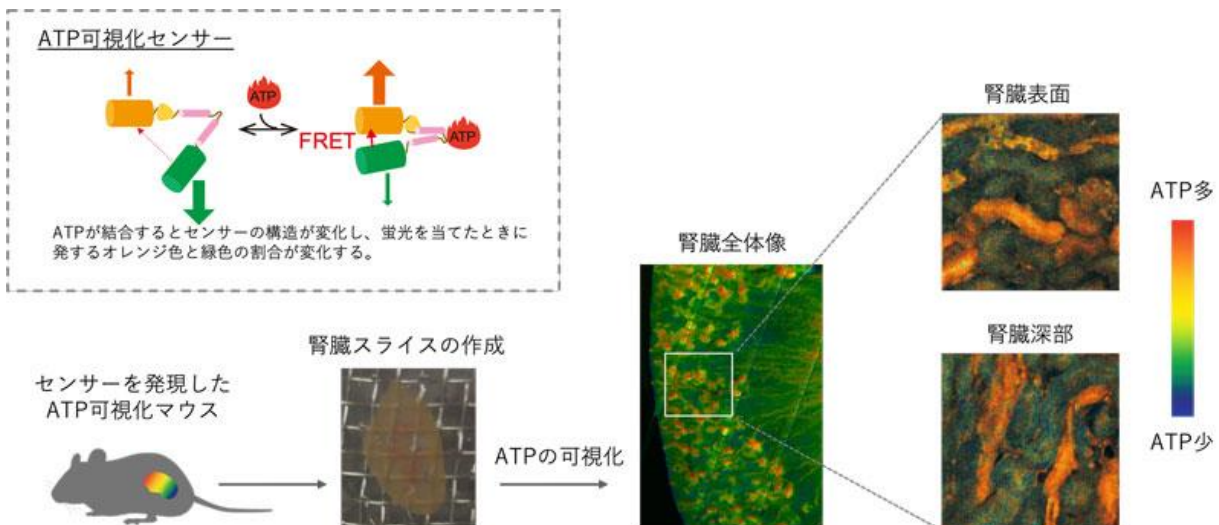 ATP可視化センサー
ATP
FRET
ATP
ATPが結合するとセンサーの構造が変化し、蛍光を当てたときに
発するオレンジ色と緑色の割合が変化する。
センサーを発現した
ATP可視化マウス
腎臓スライスの作成
ATPの可視化
腎臓全体像
腎臓表面
腎臓深部
ATP多
ATP少